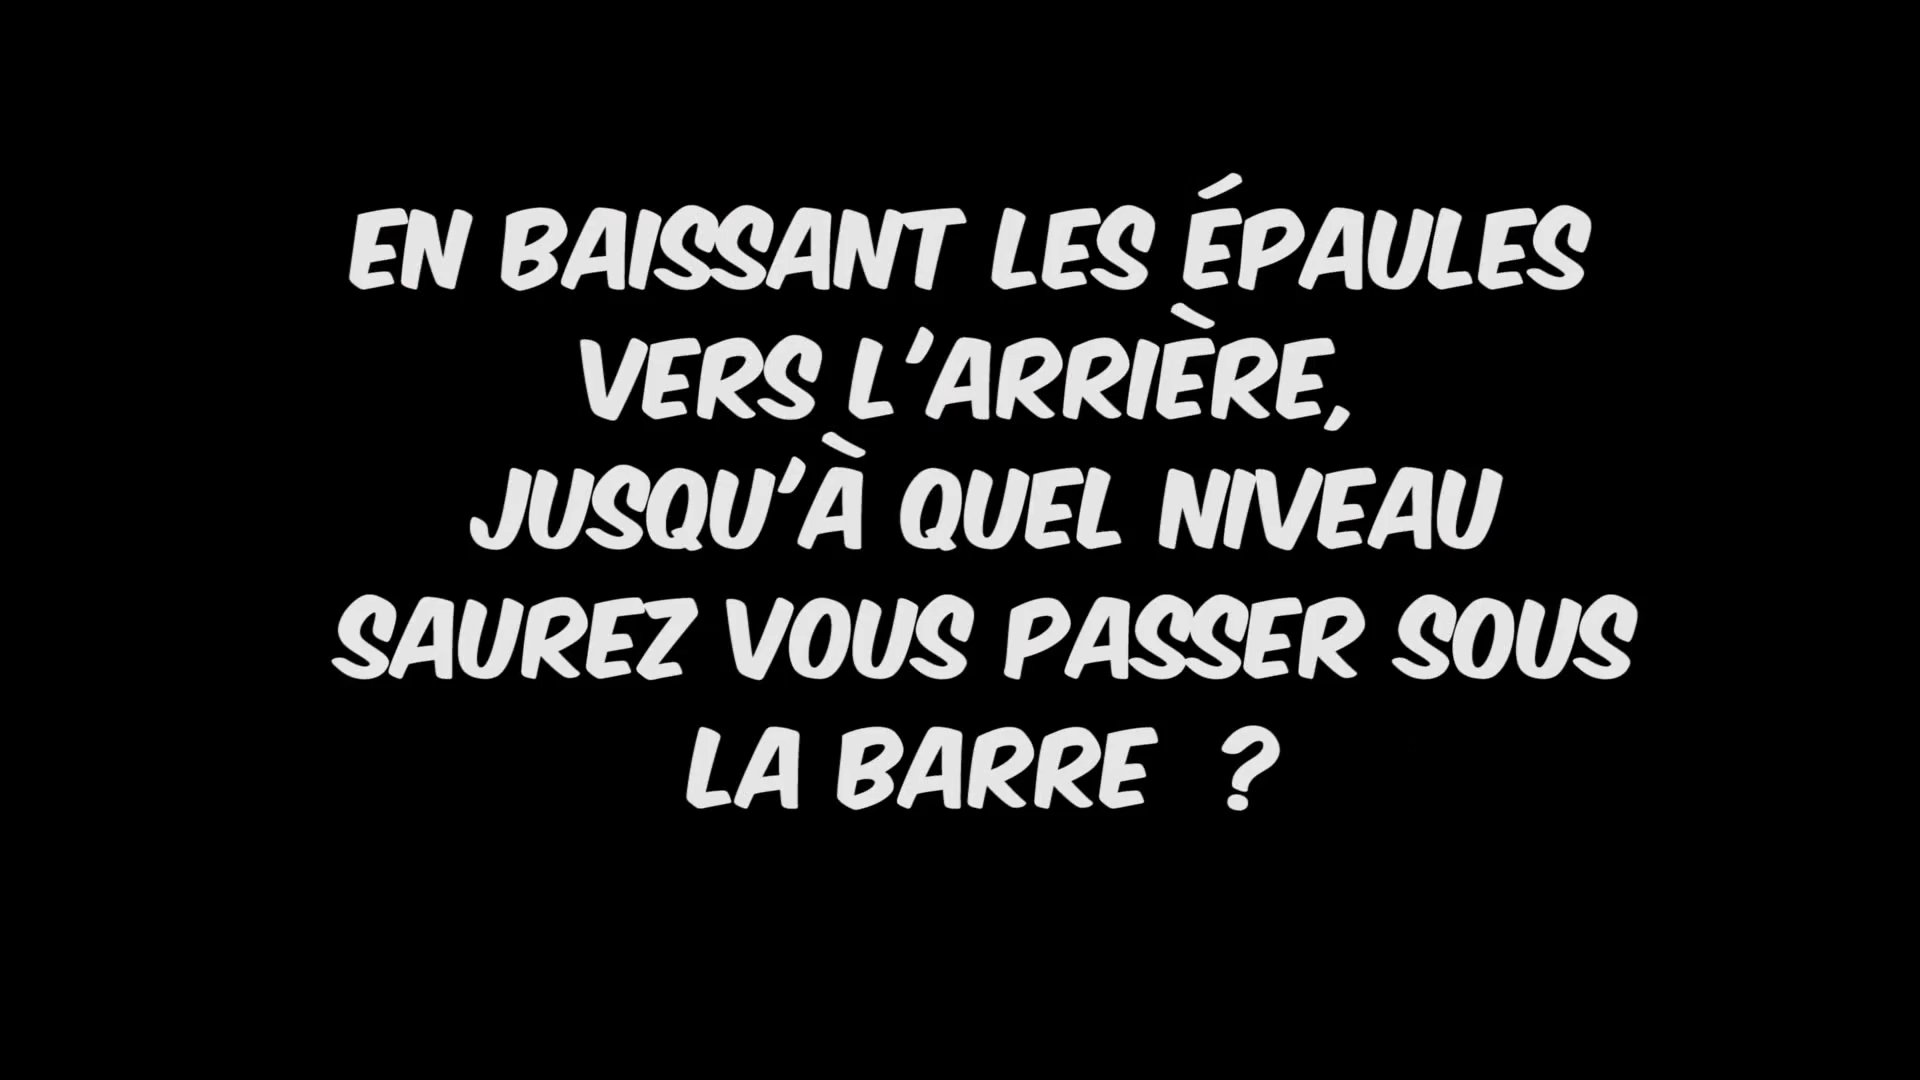 EN BAISSANT LES ÉPAULES
VERS L'ARRIÈRE,
JUSQU'À QUEL NIVEAU
SAUREZ VOUS PASSER SOUS
LA BARRE ?